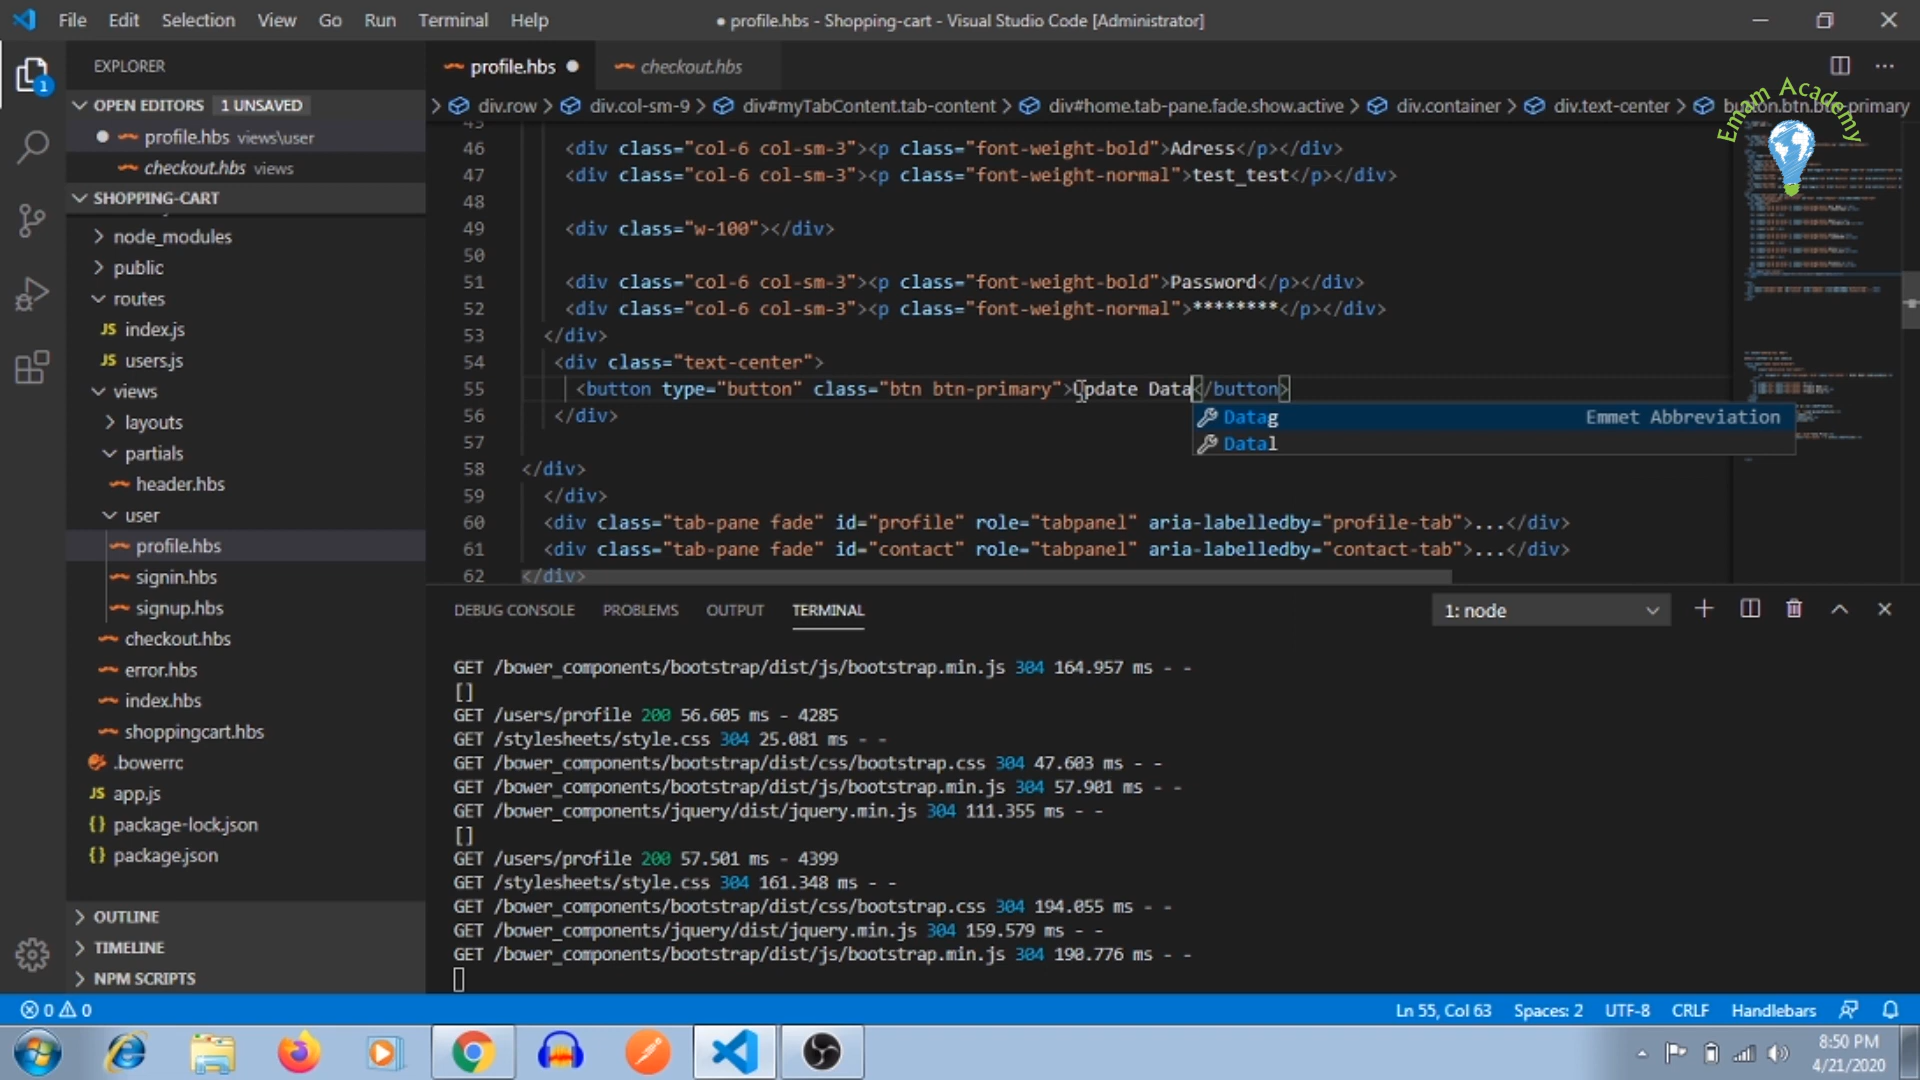 File Edit Selection View Go Run Terminal Help
● profile.hbs - Shopping-cart - Visual Studio Code [Administrator]
EXPLORER
OPEN EDITORS 1 UNSAVED
profile.hbs views\user
checkout.hbs views
SHOPPING-CART
node_modules
public
routes
JS index.js
JS users.js
views
layouts
partials
header.hbs
user
profile.hbs
signin.hbs
signup.hbs
checkout.hbs
error.hbs
index.hbs
shoppingcart.hbs
.bowerrc
JS app.js
{} package-lock.json
{} package.json
OUTLINE
TIMELINE
NPM SCRIPTS
1
profile.hbs
checkout.hbs
div.row > div.col-sm-9 > div#myTabContent.tab-content > div#home.tab-pane.fade.show.active > div.container > div.text-center > button.btn.btn-primary
Emam Academy
45
46 <div class="col-6 col-sm-3"><p class="font-weight-bold">Adress</p></div>
47 <div class="col-6 col-sm-3"><p class="font-weight-normal">test_test</p></div>
48
49 <div class="w-100"></div>
50
51 <div class="col-6 col-sm-3"><p class="font-weight-bold">Password</p></div>
52 <div class="col-6 col-sm-3"><p class="font-weight-normal">********</p></div>
53 </div>
54 <div class="text-center">
55 <button type="button" class="btn btn-primary">Update Data</button>
56 </div>
57
58 </div>
59 </div>
60 <div class="tab-pane fade" id="profile" role="tabpanel" aria-labelledby="profile-tab">...</div>
61 <div class="tab-pane fade" id="contact" role="tabpanel" aria-labelledby="contact-tab">...</div>
62 </div>
Datag Emmet Abbreviation
Datal
DEBUG CONSOLE PROBLEMS OUTPUT TERMINAL
1: node
GET /bower_components/bootstrap/dist/js/bootstrap.min.js 304 164.957 ms - -
[]
GET /users/profile 200 56.605 ms - 4285
GET /stylesheets/style.css 304 25.081 ms - -
GET /bower_components/bootstrap/dist/css/bootstrap.css 304 47.603 ms - -
GET /bower_components/bootstrap/dist/js/bootstrap.min.js 304 57.901 ms - -
GET /bower_components/jquery/dist/jquery.min.js 304 111.355 ms - -
[]
GET /users/profile 200 57.501 ms - 4399
GET /stylesheets/style.css 304 161.348 ms - -
GET /bower_components/bootstrap/dist/css/bootstrap.css 304 194.055 ms - -
GET /bower_components/jquery/dist/jquery.min.js 304 159.579 ms - -
GET /bower_components/bootstrap/dist/js/bootstrap.min.js 304 190.776 ms - -
0 0
Ln 55, Col 63 Spaces: 2 UTF-8 CRLF Handlebars
8:50 PM
4/21/2020